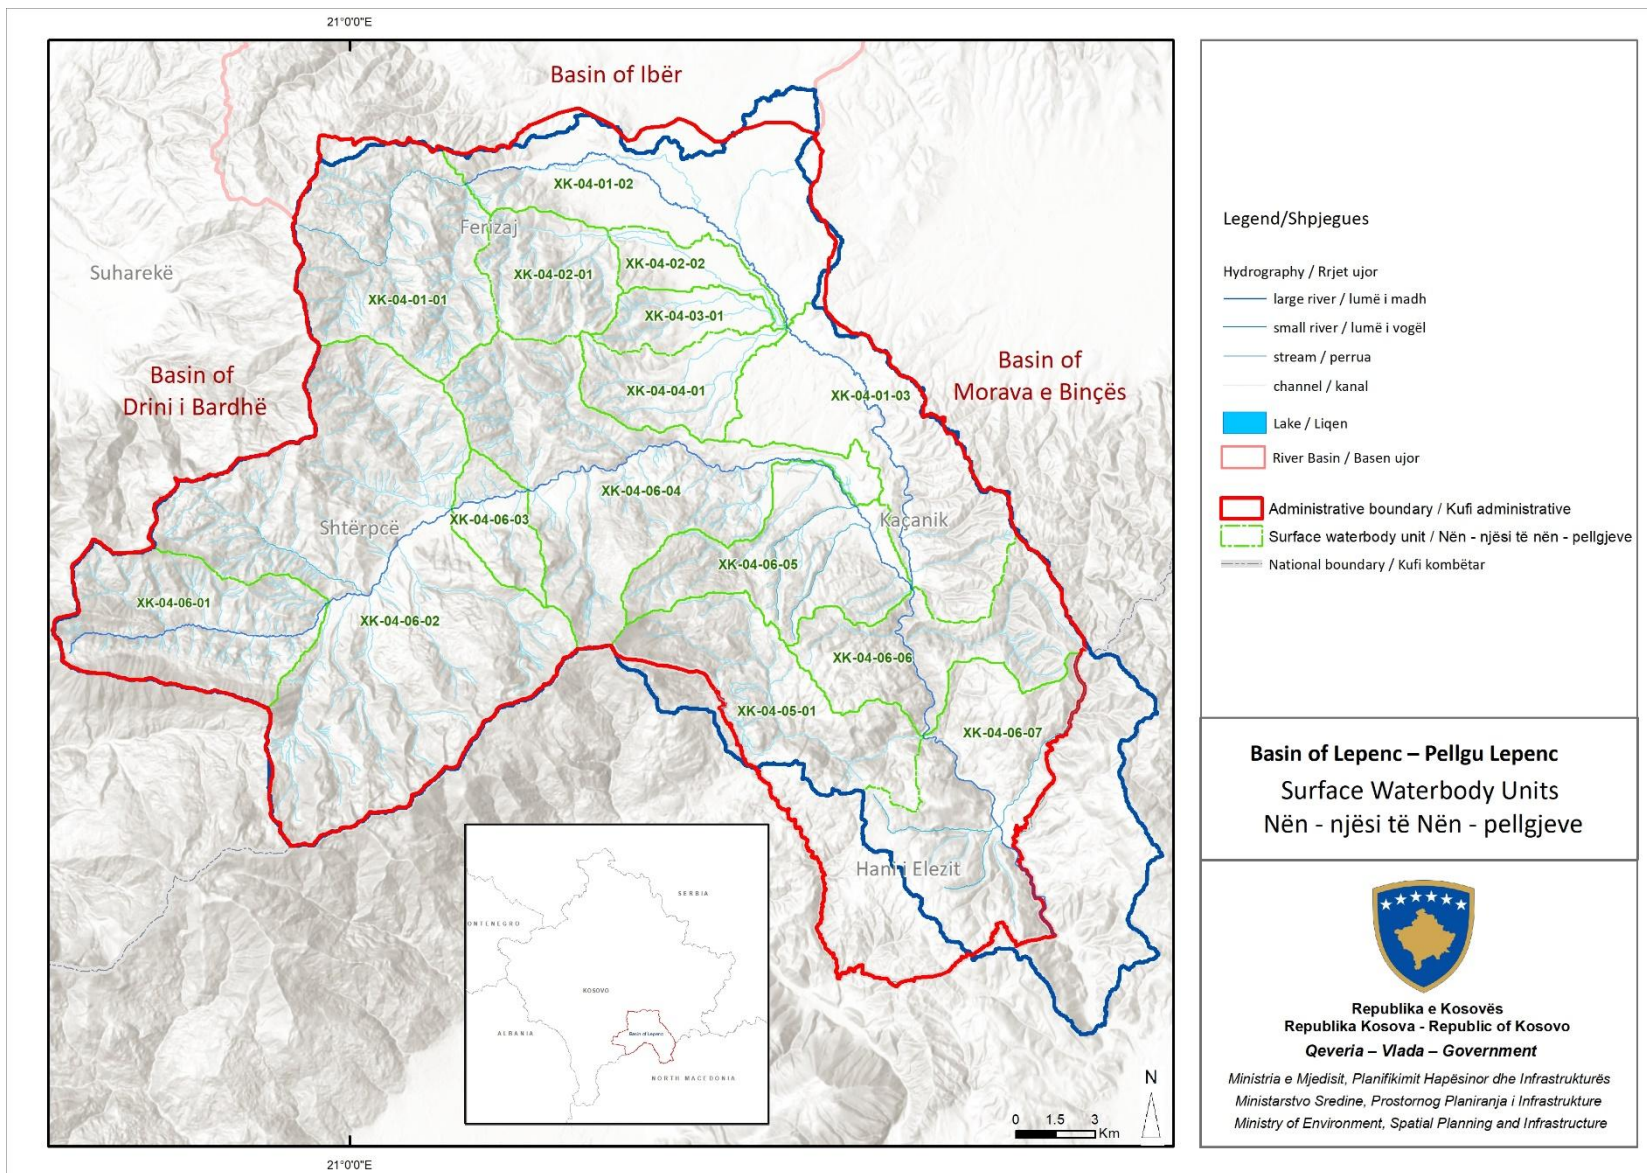 21°0'0"E
Basin of Ibër
XK-04-01-02
Ferizaj
Suharekë
XK-04-02-01
XK-04-02-02
XK-04-01-01
XK-04-03-01
Basin of
Drini i Bardhë
XK-04-04-01
XK-04-01-03
Basin of
Morava e Binçës
XK-04-06-04
Shtërpcë
XK-04-06-03
Kaçanik
XK-04-06-05
XK-04-06-01
XK-04-06-02
XK-04-06-06
XK-04-05-01
XK-04-06-07
Hani i Elezit
SERBIA
ONTENEGRO
KOSOVO
ALBANIA
Basin of Lepenc
NORTH MACEDONIA
N
0 1.5 3
Km
21°0'0"E
Legend/Shpjegues
Hydrography / Rrjet ujor
large river / lumë i madh
small river / lumë i vogël
stream / perrua
channel / kanal
Lake / Liqen
River Basin / Basen ujor
Administrative boundary / Kufi administrative
Surface waterbody unit / Nën - njësi të nën - pellgjeve
National boundary / Kufi kombëtar
Basin of Lepenc – Pellgu Lepenc
Surface Waterbody Units
Nën - njësi të Nën - pellgjeve
Republika e Kosovës
Republika Kosova - Republic of Kosovo
Qeveria – Vlada – Government
Ministria e Mjedisit, Planifikimit Hapësinor dhe Infrastrukturës
Ministarstvo Sredine, Prostornog Planiranja i Infrastrukture
Ministry of Environment, Spatial Planning and Infrastructure